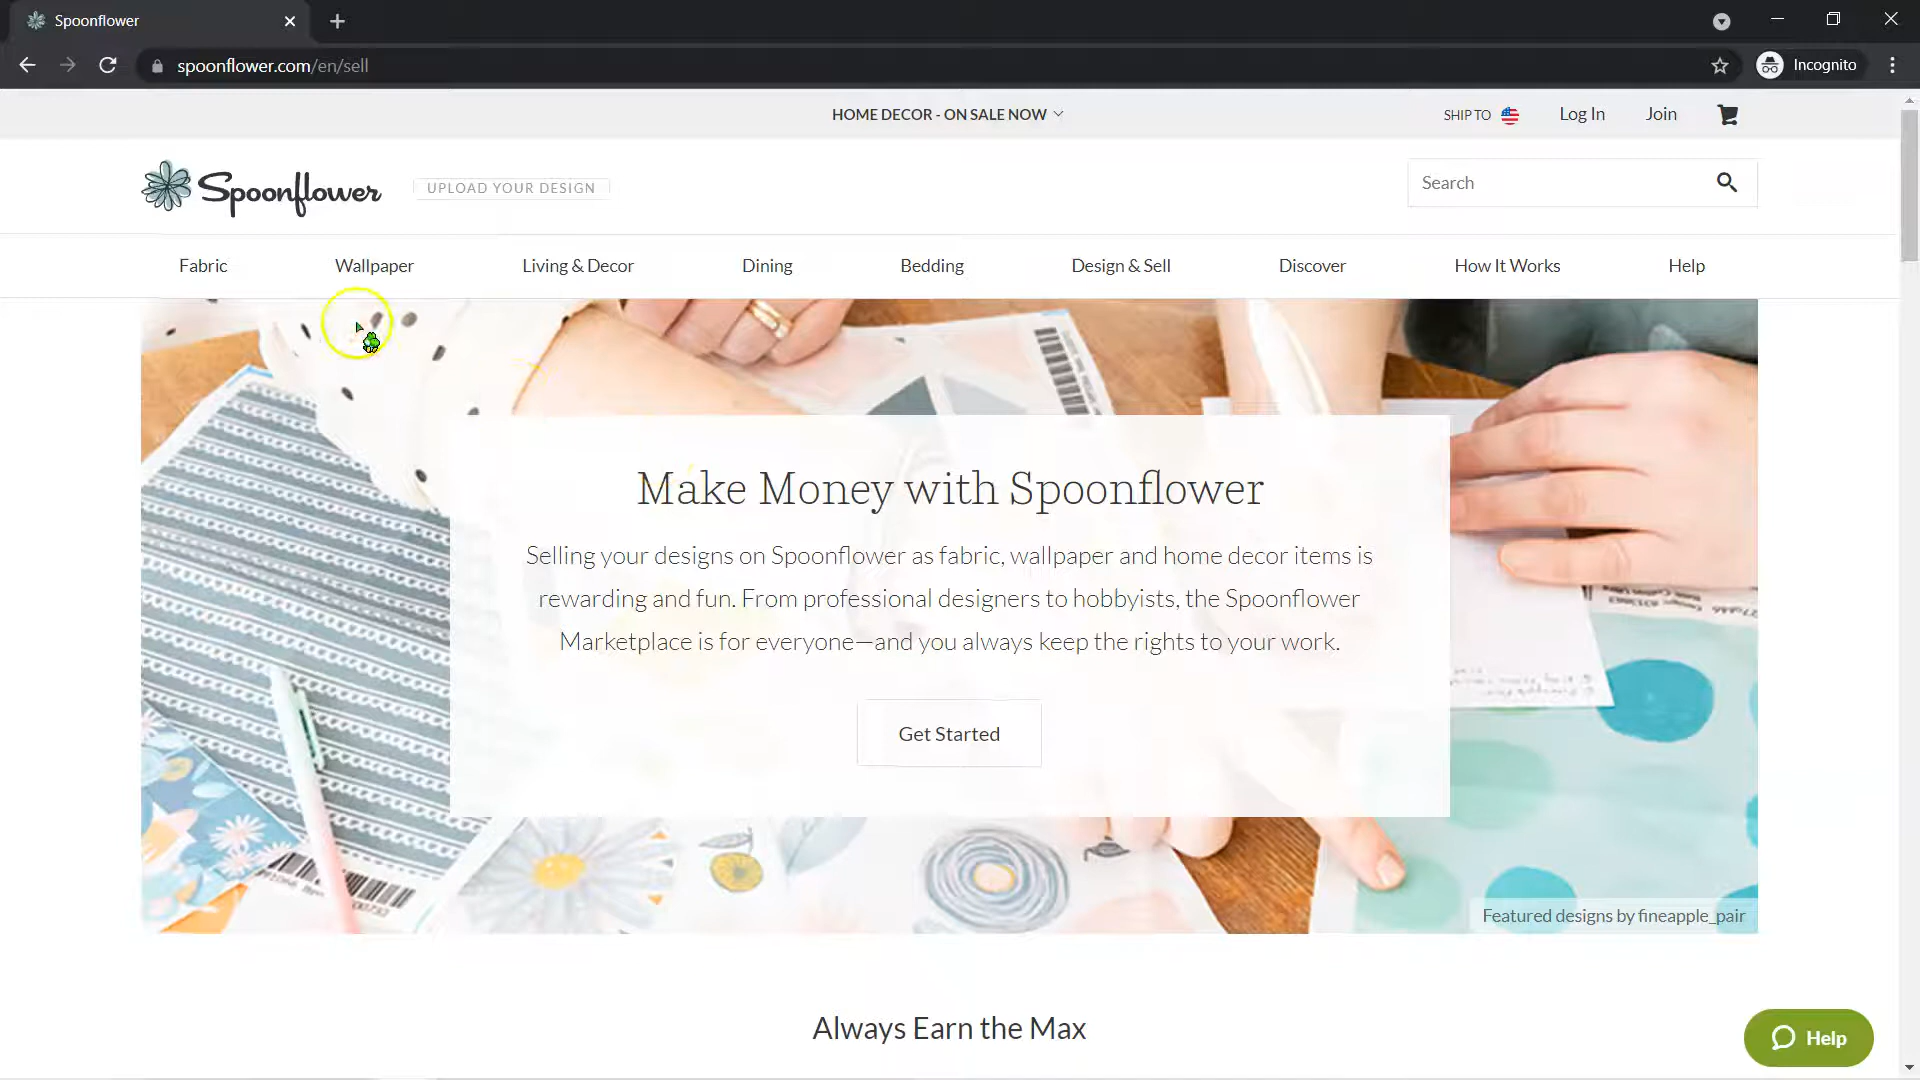 Spoonflower
spoonflower.com/en/sell
Incognito
HOME DECOR - ON SALE NOW
SHIP TO
Log In
Join
Spoonflower
UPLOAD YOUR DESIGN
Search
Fabric
Wallpaper
Living & Decor
Dining
Bedding
Design & Sell
Discover
How It Works
Help
Make Money with Spoonflower
Selling your designs on Spoonflower as fabric, wallpaper and home decor items is
rewarding and fun. From professional designers to hobbyists, the Spoonflower
Marketplace is for everyone—and you always keep the rights to your work.
Get Started
Featured designs by fineapple_pair
Always Earn the Max
Help